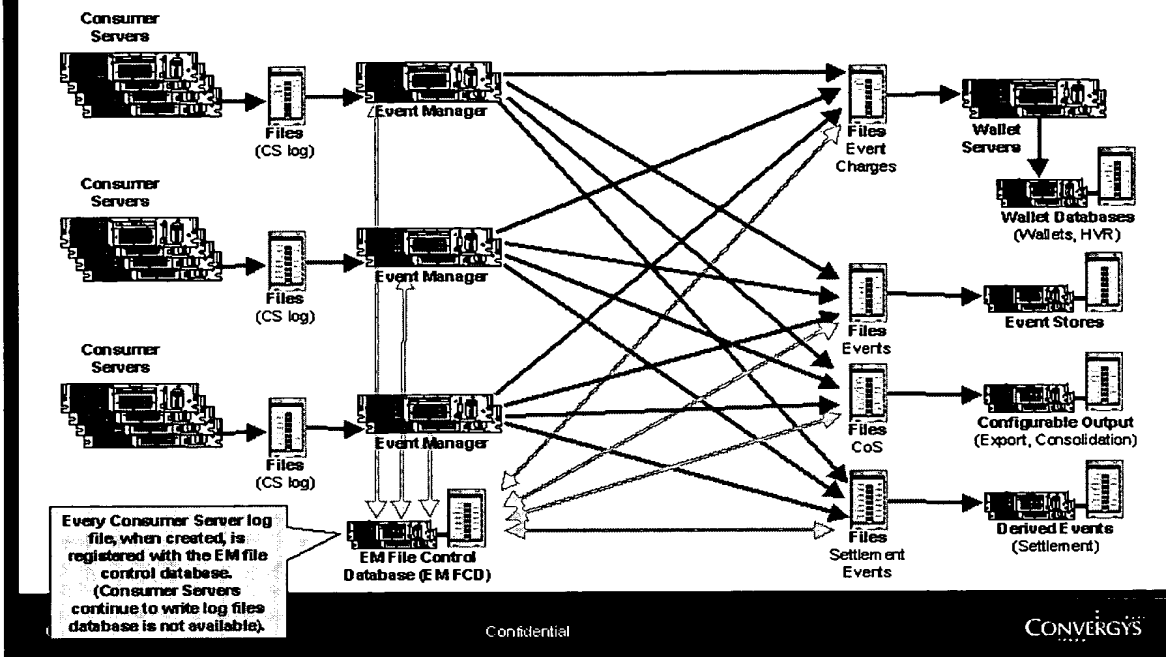 Consumer
Servers
Files
(CS log)
Event Manager
Consumer
Servers
Files
(CS log)
Event Manager
Consumer
Servers
Files
(CS log)
Event Manager
Files
Evert
Charges
Wallet
Servers
Wallet Databases
(Wallets, HVR)
Files
Everts
Event Stores
Files
CoS
Configurable Output
(Export, Consolidation)
Files
Settlement
Events
Derived Events
(Settlement)
EM File Control
Database (EM FCD)
Every Consumer Server log
file, when created, is
registered with the EM file
control database.
(Consumer Servers
continue to write log files
database is not available).
Confidential
CONVERGYS